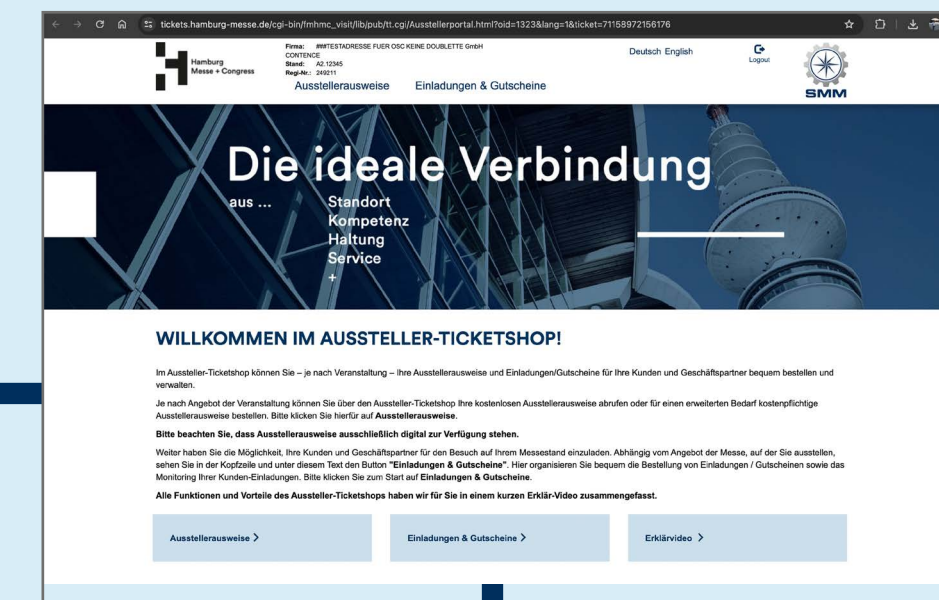 tickets.hamburg-messe.de/cgi-bin/fmhmc_visit/lib/pub/tt.cgi/Ausstellerportal.html?oid=1323&lang=1&ticket=71158972156176
Hamburg
Messe + Congress
Firma: ###TESTADRESSE FUER OSC KEINE DOUBLETTE GmbH
CONTENCE
Stand: A2.12345
Regi-Nr.: 249211
Deutsch English
Logout
SMM
Ausstellerausweise Einladungen & Gutscheine
Die ideale Verbindung
aus ... Standort
Kompetenz
Haltung
Service
+
WILLKOMMEN IM AUSSTELLER-TICKETSHOP!
Im Aussteller-Ticketshop können Sie – je nach Veranstaltung – Ihre Ausstellerausweise und Einladungen/Gutscheine für Ihre Kunden und Geschäftspartner bequem bestellen und
verwalten.
Je nach Angebot der Veranstaltung können Sie über den Aussteller-Ticketshop Ihre kostenlosen Ausstellerausweise abrufen oder für einen erweiterten Bedarf kostenpflichtige
Ausstellerausweise bestellen. Bitte klicken Sie hierfür auf Ausstellerausweise.
Bitte beachten Sie, dass Ausstellerausweise ausschließlich digital zur Verfügung stehen.
Weiter haben Sie die Möglichkeit, Ihre Kunden und Geschäftspartner für den Besuch auf Ihrem Messestand einzuladen. Abhängig vom Angebot der Messe, auf der Sie ausstellen,
sehen Sie in der Kopfzeile und unter diesem Text den Button "Einladungen & Gutscheine". Hier organisieren Sie bequem die Bestellung von Einladungen / Gutscheinen sowie das
Monitoring Ihrer Kunden-Einladungen. Bitte klicken Sie zum Start auf Einladungen & Gutscheine.
Alle Funktionen und Vorteile des Aussteller-Ticketshops haben wir für Sie in einem kurzen Erklär-Video zusammengefasst.
Ausstellerausweise >
Einladungen & Gutscheine >
Erklärvideo >